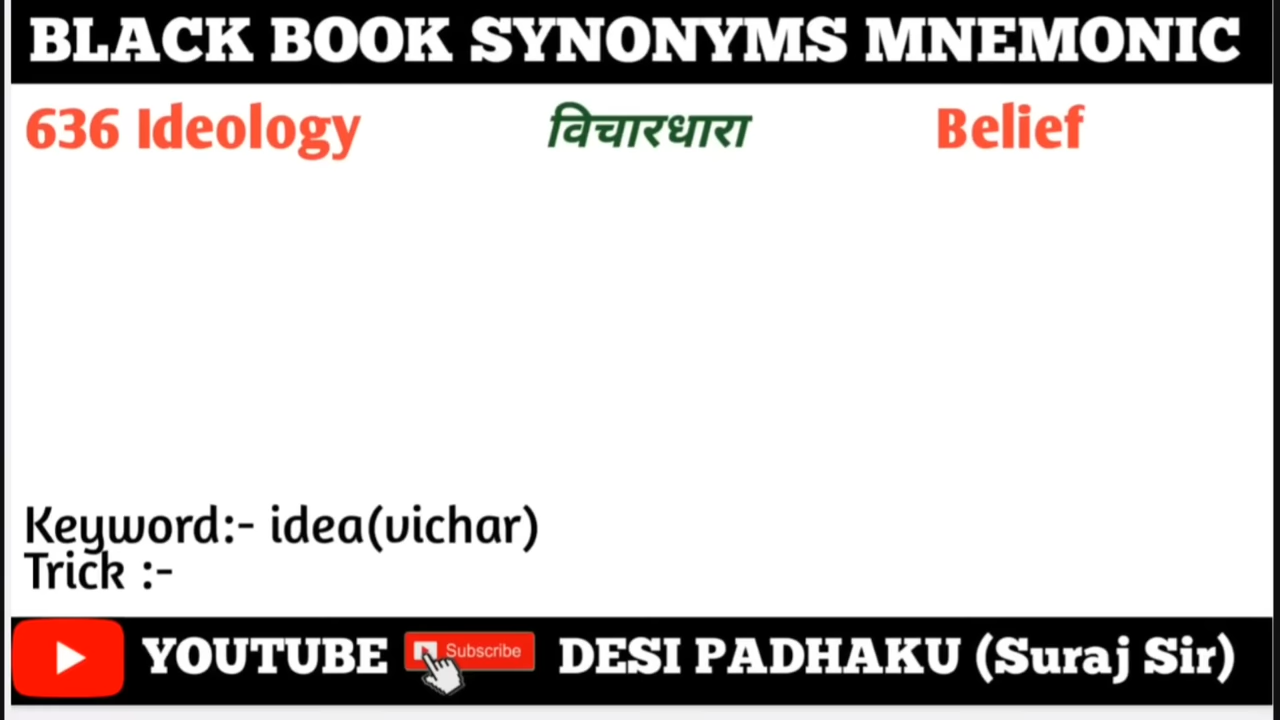 BLACK BOOK SYNONYMS MNEMONIC
636 Ideology विचारधारा Belief
Keyword:- idea(vichar)
Trick :-
YOUTUBE Subscribe DESI PADHAKU (Suraj Sir)